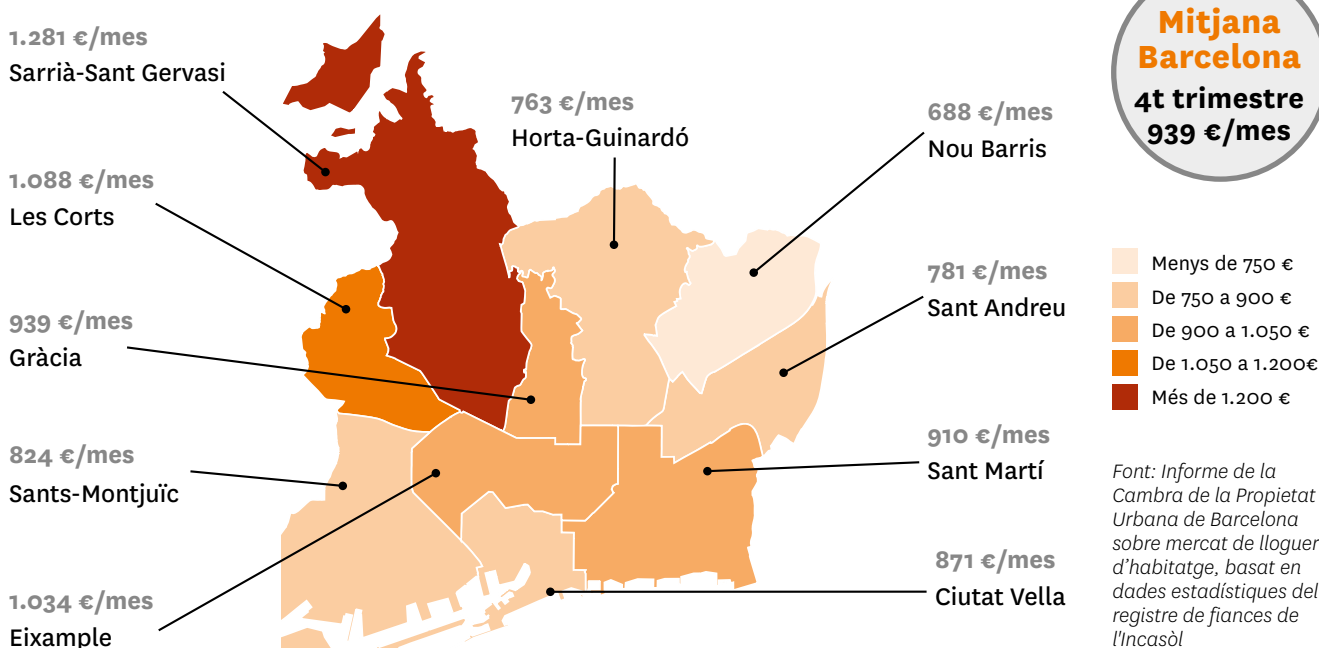 1.281 €/mes
Sarrià-Sant Gervasi
1.088 €/mes
Les Corts
939 €/mes
Gràcia
824 €/mes
Sants-Montjuïc
1.034 €/mes
Eixample
763 €/mes
Horta-Guinardó
688 €/mes
Nou Barris
781 €/mes
Sant Andreu
910 €/mes
Sant Martí
871 €/mes
Ciutat Vella
Mitjana
Barcelona
4t trimestre
939 €/mes
Menys de 750 €
De 750 a 900 €
De 900 a 1.050 €
De 1.050 a 1.200€
Més de 1.200 €
Font: Informe de la
Cambra de la Propietat
Urbana de Barcelona
sobre mercat de lloguer
d’habitatge, basat en
dades estadístiques del
registre de fiances de
l'Incasòl